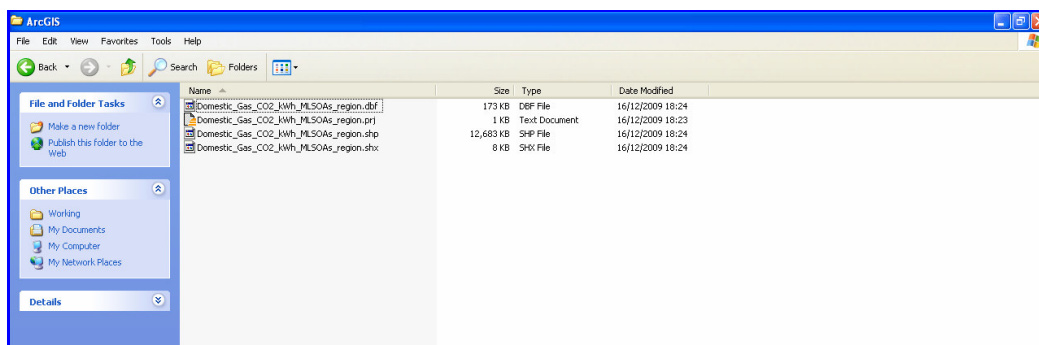 ArcGIS
File Edit View Favorites Tools Help
Back Search Folders
Name Size Type Date Modified
File and Folder Tasks
Make a new folder
Publish this folder to the
Web
Other Places
Working
My Documents
My Computer
My Network Places
Details
Domestic_Gas_CO2_kWh_MLSOAs_region.dbf 173 KB DBF File 16/12/2009 18:24
Domestic_Gas_CO2_kWh_MLSOAs_region.prj 1 KB Text Document 16/12/2009 18:23
Domestic_Gas_CO2_kWh_MLSOAs_region.shp 12,683 KB SHP File 16/12/2009 18:24
Domestic_Gas_CO2_kWh_MLSOAs_region.shx 8 KB SHX File 16/12/2009 18:24